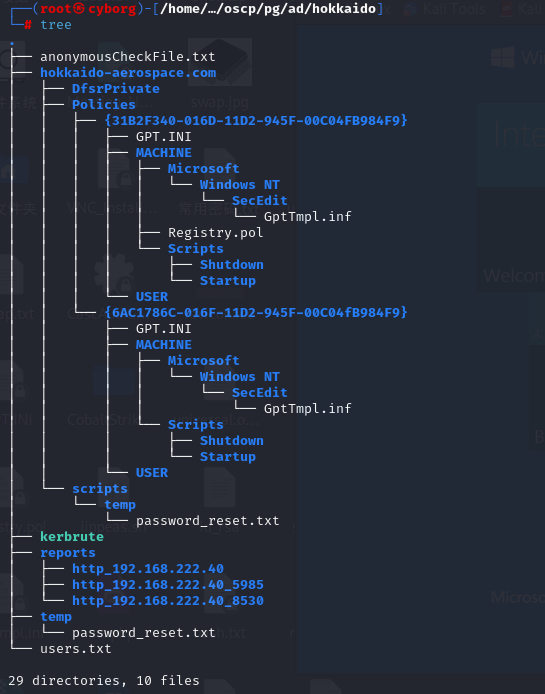 ┌──(root㉿cyborg)-[/home/…/oscp/pg/ad/hokkaido]
└─# tree
.
├── anonymousCheckFile.txt
├── hokkaido-aerospace.com
│   ├── DfsrPrivate
│   ├── Policies
│   │   ├── {31B2F340-016D-11D2-945F-00C04FB984F9}
│   │   │   ├── GPT.INI
│   │   │   ├── MACHINE
│   │   │   │   ├── Microsoft
│   │   │   │   │   └── Windows NT
│   │   │   │   │       └── SecEdit
│   │   │   │   │           └── GptTmpl.inf
│   │   │   │   ├── Registry.pol
│   │   │   │   └── Scripts
│   │   │   │       ├── Shutdown
│   │   │   │       └── Startup
│   │   │   └── USER
│   │   └── {6AC1786C-016F-11D2-945F-00C04fB984F9}
│   │       ├── GPT.INI
│   │       ├── MACHINE
│   │       │   ├── Microsoft
│   │       │   │   └── Windows NT
│   │       │   │       └── SecEdit
│   │       │   │           └── GptTmpl.inf
│   │       │   └── Scripts
│   │       │       ├── Shutdown
│   │       │       └── Startup
│   │       └── USER
│   └── scripts
│       └── temp
│           └── password_reset.txt
├── kerbrute
├── reports
│   ├── http_192.168.222.40
│   ├── http_192.168.222.40_5985
│   └── http_192.168.222.40_8530
├── temp
│   └── password_reset.txt
└── users.txt

29 directories, 10 files